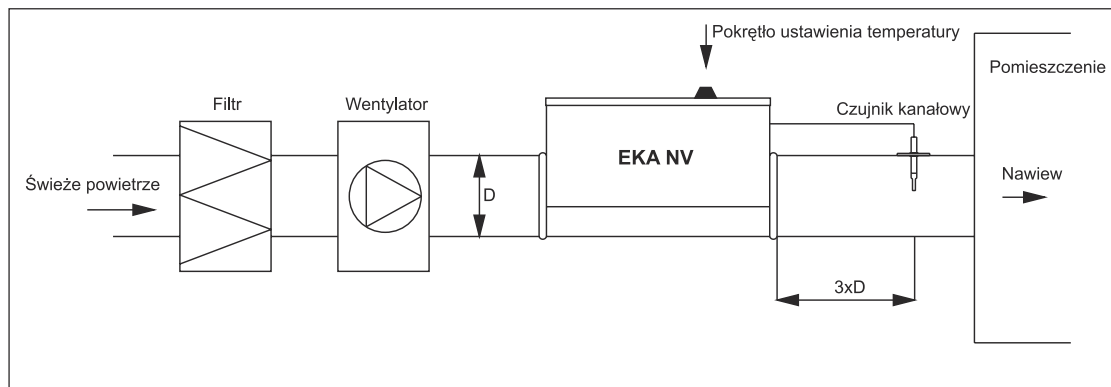 Pokrętło ustawienia temperatury
Pomieszczenie
Filtr
Wentylator
Czujnik kanałowy
EKA NV
Świeże powietrze
D
Nawiew
3xD